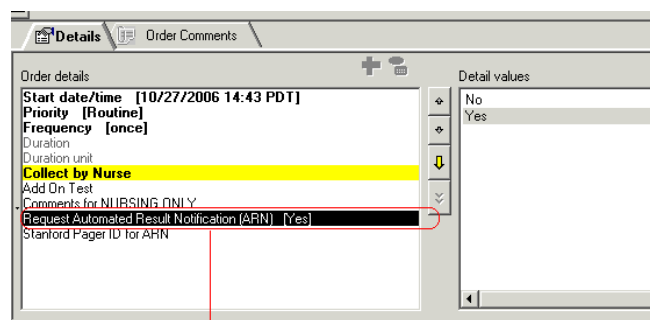 Details Order Comments
Order details
Detail values
Start date/time [10/27/2006 14:43 PDT]
Priority [Routine]
Frequency [once]
Duration
Duration unit
Collect by Nurse
Add On Test
Comments for NURSING ONLY
Request Automated Result Notification (ARN) [Yes]
Stanford Pager ID for ARN
No
Yes